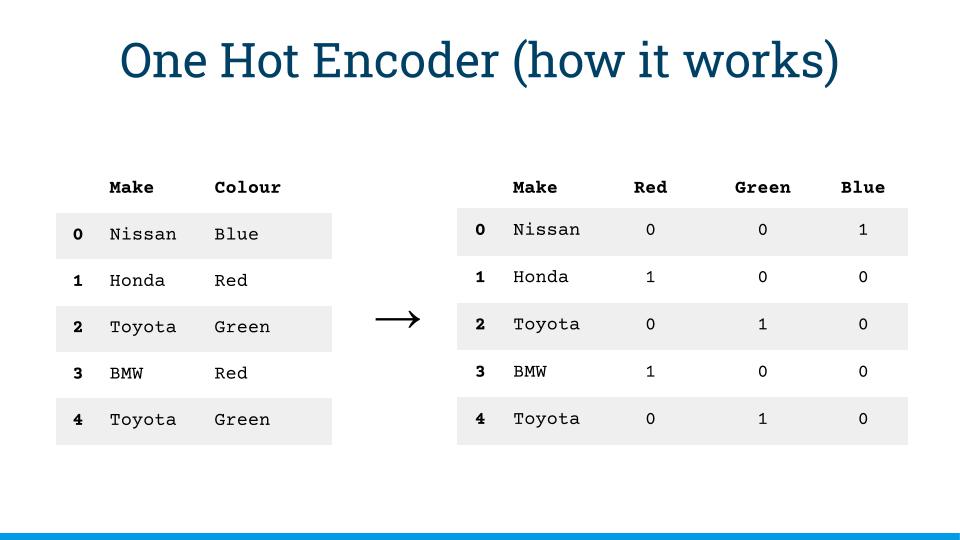 One Hot Encoder (how it works)
Make Colour
0 Nissan Blue
1 Honda Red
2 Toyota Green
3 BMW Red
4 Toyota Green
→
Make Red Green Blue
0 Nissan 0 0 1
1 Honda 1 0 0
2 Toyota 0 1 0
3 BMW 1 0 0
4 Toyota 0 1 0